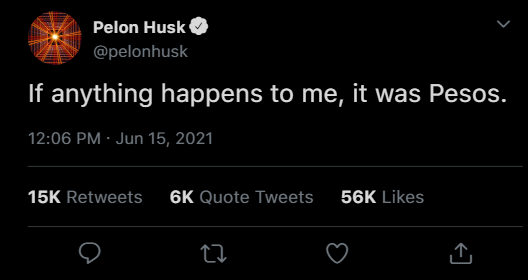 Pelon Husk
@pelonhusk
If anything happens to me, it was Pesos.
12:06 PM · Jun 15, 2021
15K Retweets 6K Quote Tweets 56K Likes